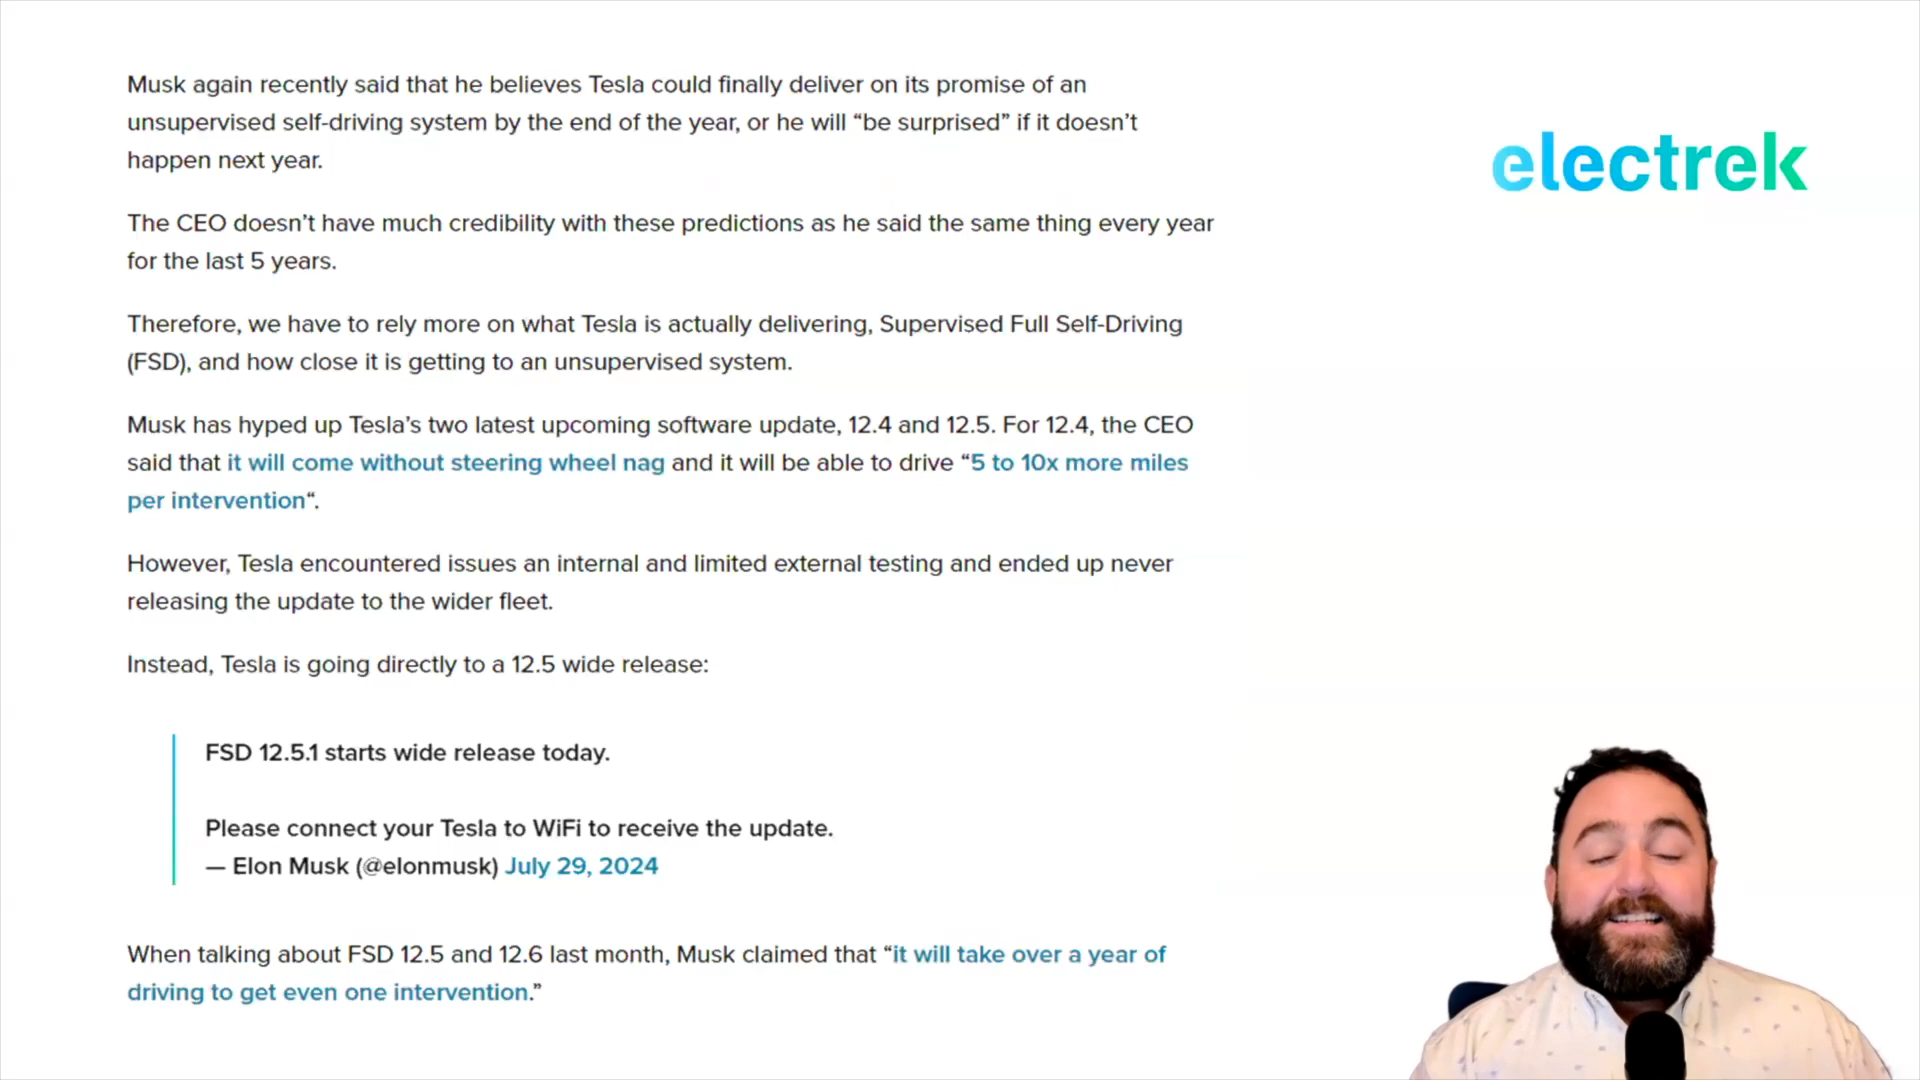 Musk again recently said that he believes Tesla could finally deliver on its promise of an
unsupervised self-driving system by the end of the year, or he will “be surprised” if it doesn’t
happen next year.
electrek
The CEO doesn’t have much credibility with these predictions as he said the same thing every year
for the last 5 years.
Therefore, we have to rely more on what Tesla is actually delivering, Supervised Full Self-Driving
(FSD), and how close it is getting to an unsupervised system.
Musk has hyped up Tesla’s two latest upcoming software update, 12.4 and 12.5. For 12.4, the CEO
said that it will come without steering wheel nag and it will be able to drive “5 to 10x more miles
per intervention“.
However, Tesla encountered issues an internal and limited external testing and ended up never
releasing the update to the wider fleet.
Instead, Tesla is going directly to a 12.5 wide release:
FSD 12.5.1 starts wide release today.
Please connect your Tesla to WiFi to receive the update.
— Elon Musk (@elonmusk) July 29, 2024
When talking about FSD 12.5 and 12.6 last month, Musk claimed that “it will take over a year of
driving to get even one intervention.”